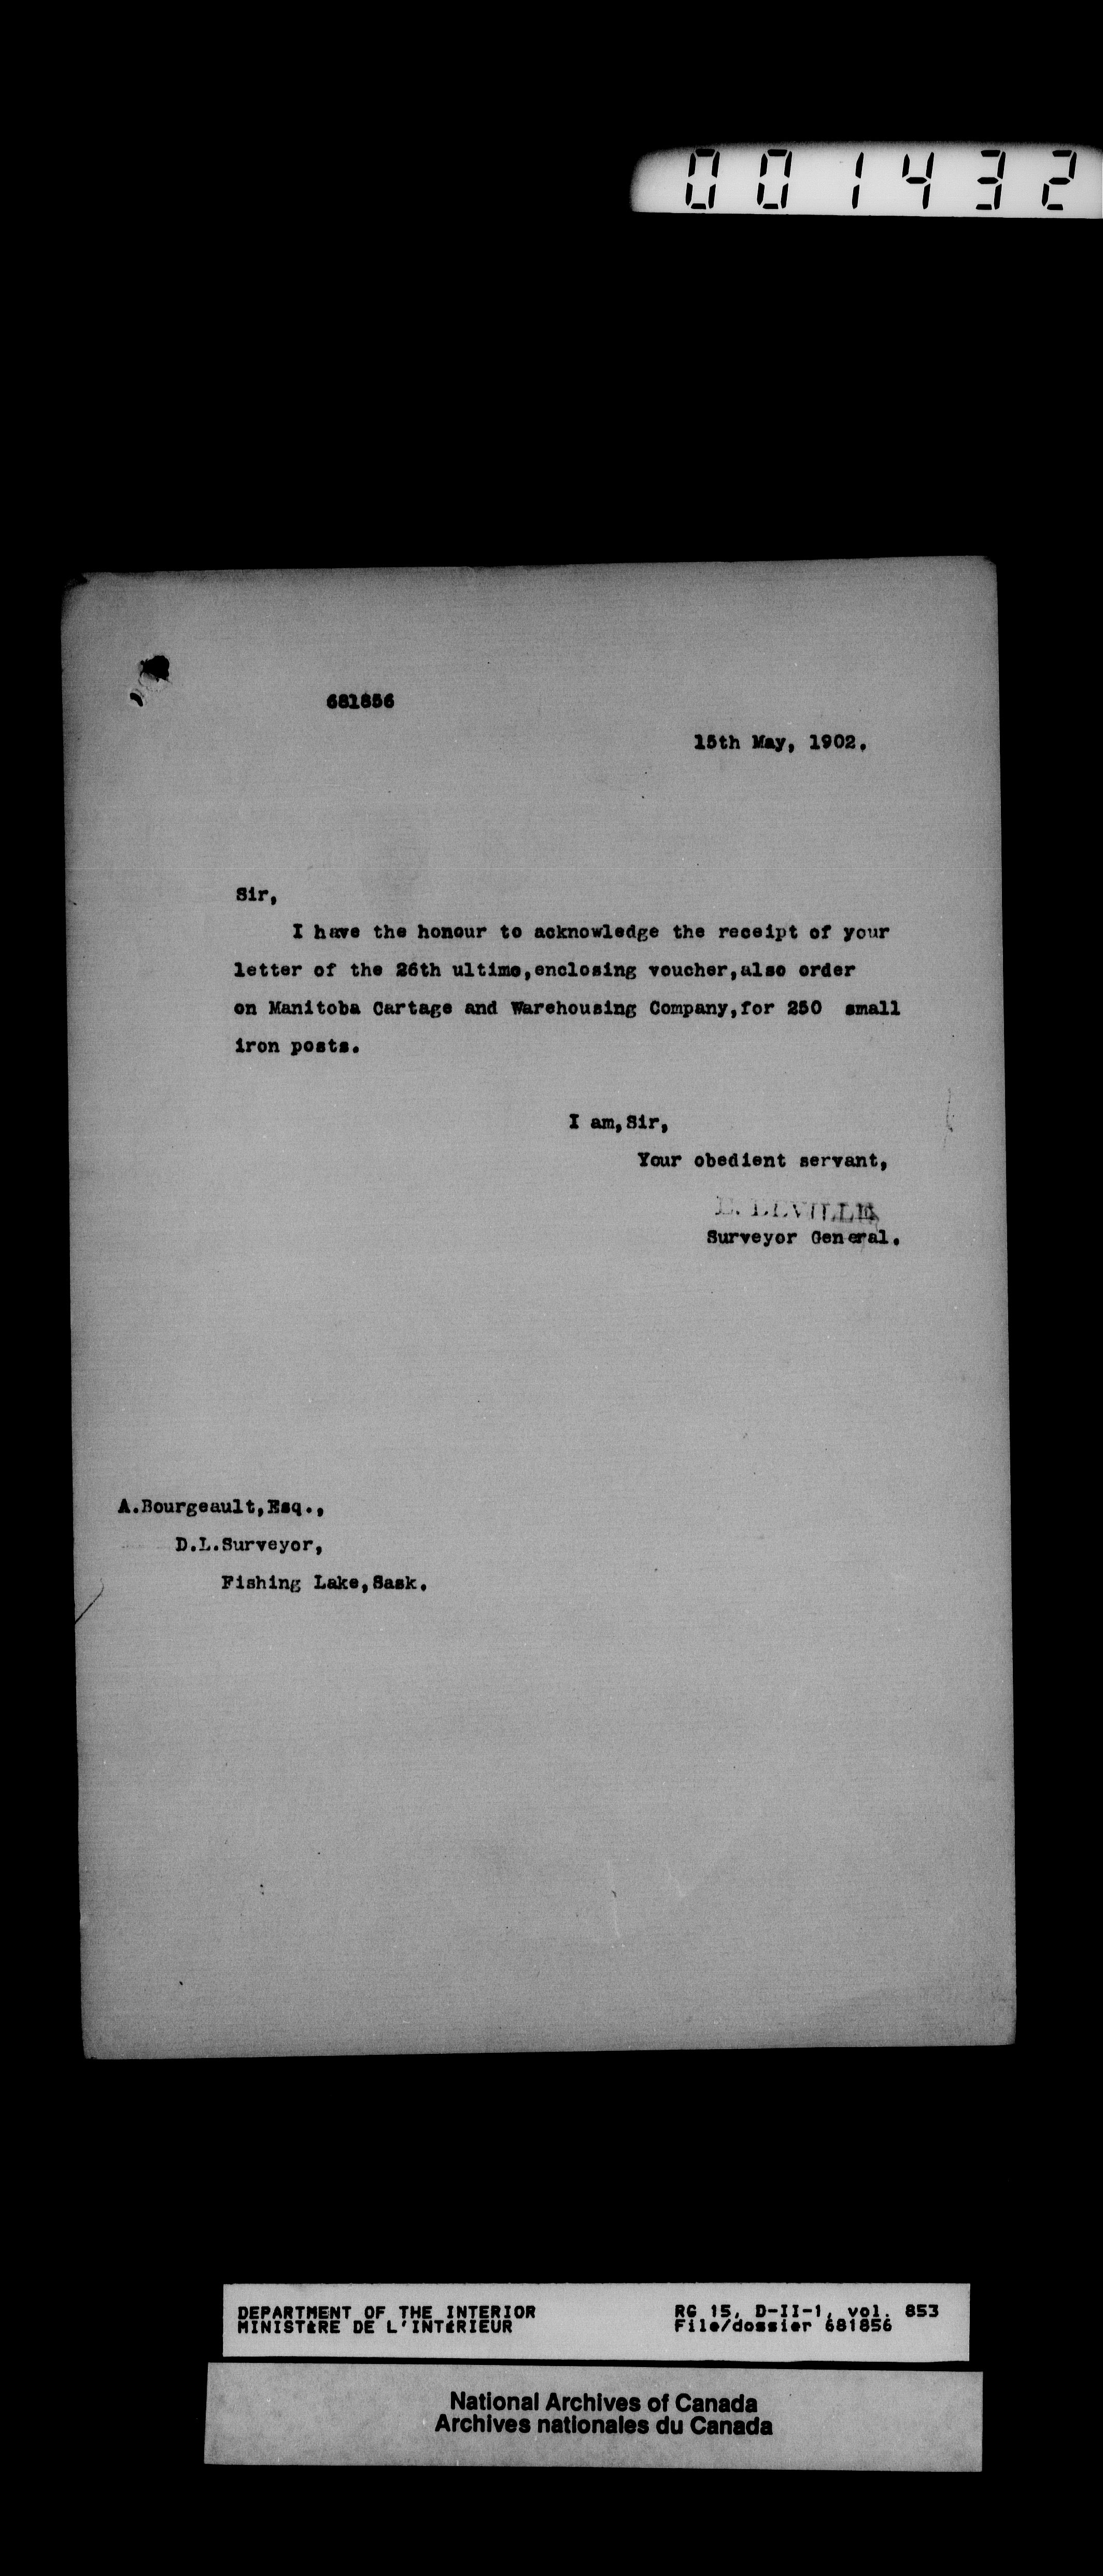 001432
681856
15th May, 1902.
Sir,
I have the honour to acknowledge the receipt of your
letter of the 26th ultimo,enclosing voucher,also order
on Manitoba Cartage and Warehousing Company,for 250 small
iron posts.
I am,Sir,
Your obedient servant,
E. DEVILLE
Surveyor General.
A.Bourgeault,Esq.,
D.L.Surveyor,
Fishing Lake,Sask.
DEPARTMENT OF THE INTERIOR
MINISTÈRE DE L'INTÉRIEUR
RG 15, D-II-1, vol. 853
File/dossier 681856
National Archives of Canada
Archives nationales du Canada